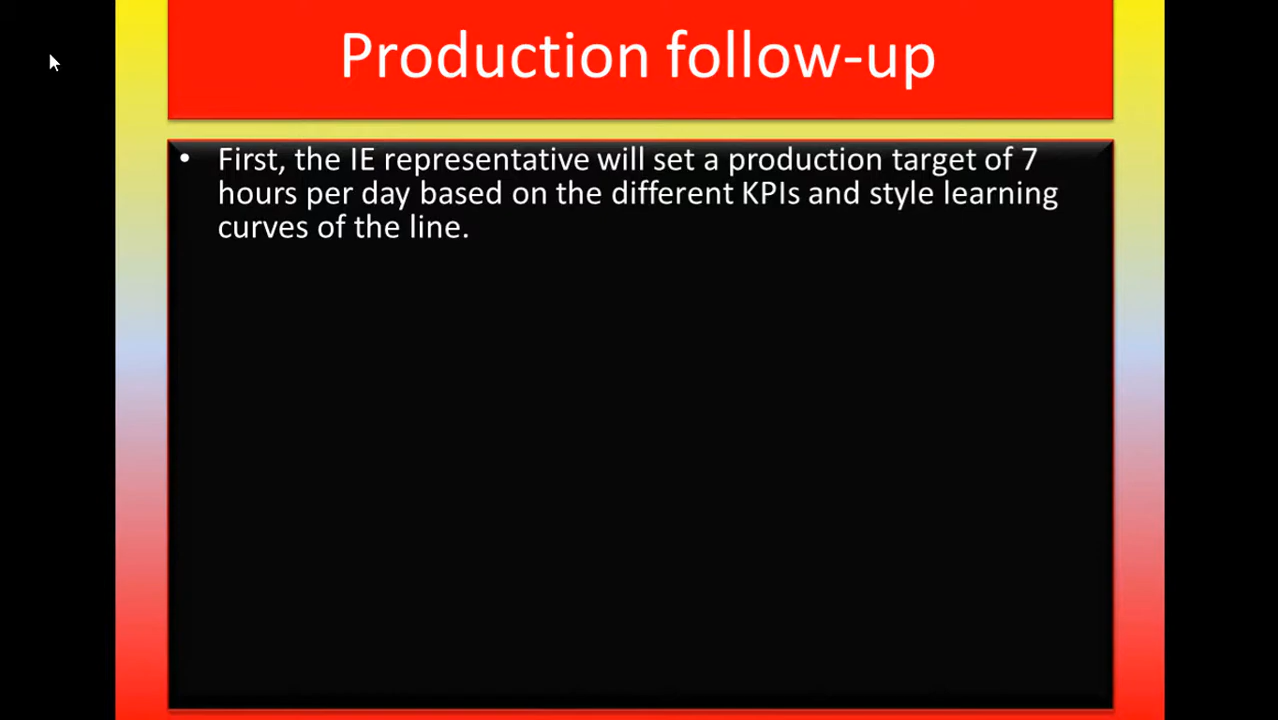 Production follow-up
• First, the IE representative will set a production target of 7
hours per day based on the different KPIs and style learning
curves of the line.